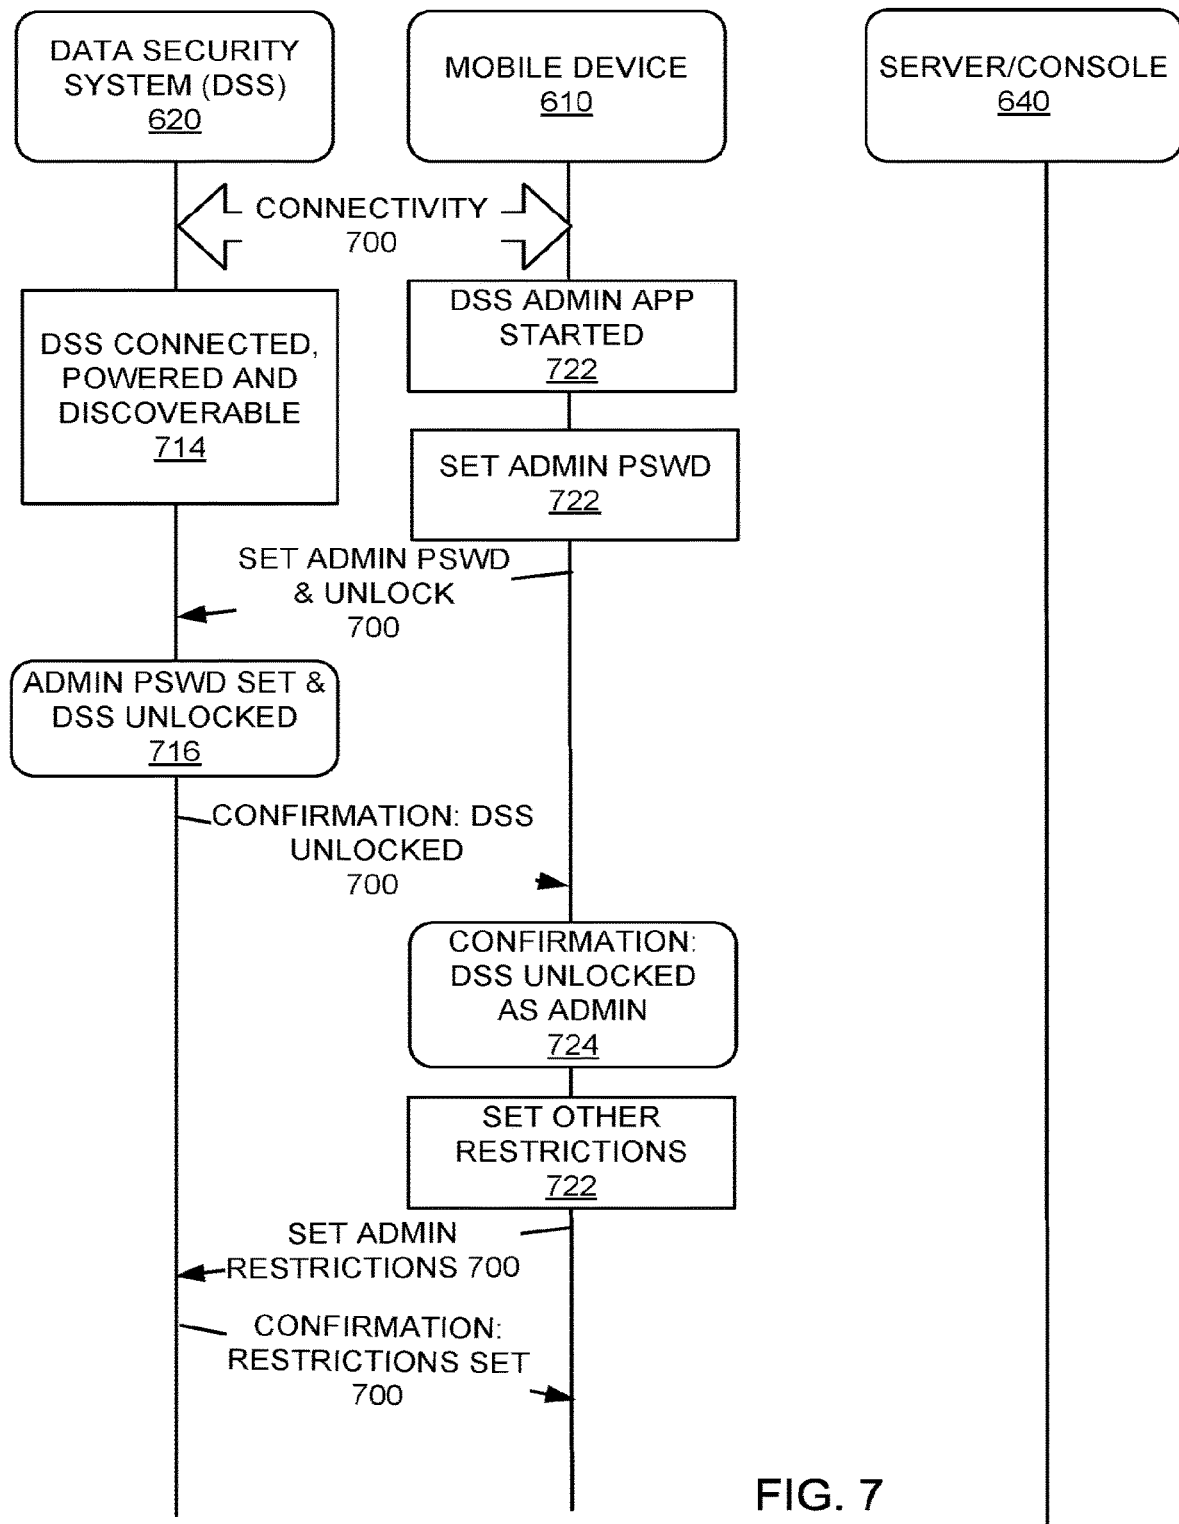 DATA SECURITY
SYSTEM (DSS)
620
MOBILE DEVICE
610
SERVER/CONSOLE
640
CONNECTIVITY
700
DSS CONNECTED,
POWERED AND
DISCOVERABLE
714
DSS ADMIN APP
STARTED
722
SET ADMIN PSWD
722
SET ADMIN PSWD
& UNLOCK
700
ADMIN PSWD SET &
DSS UNLOCKED
716
CONFIRMATION: DSS
UNLOCKED
700
CONFIRMATION:
DSS UNLOCKED
AS ADMIN
724
SET OTHER
RESTRICTIONS
722
SET ADMIN
RESTRICTIONS 700
CONFIRMATION:
RESTRICTIONS SET
700
FIG. 7